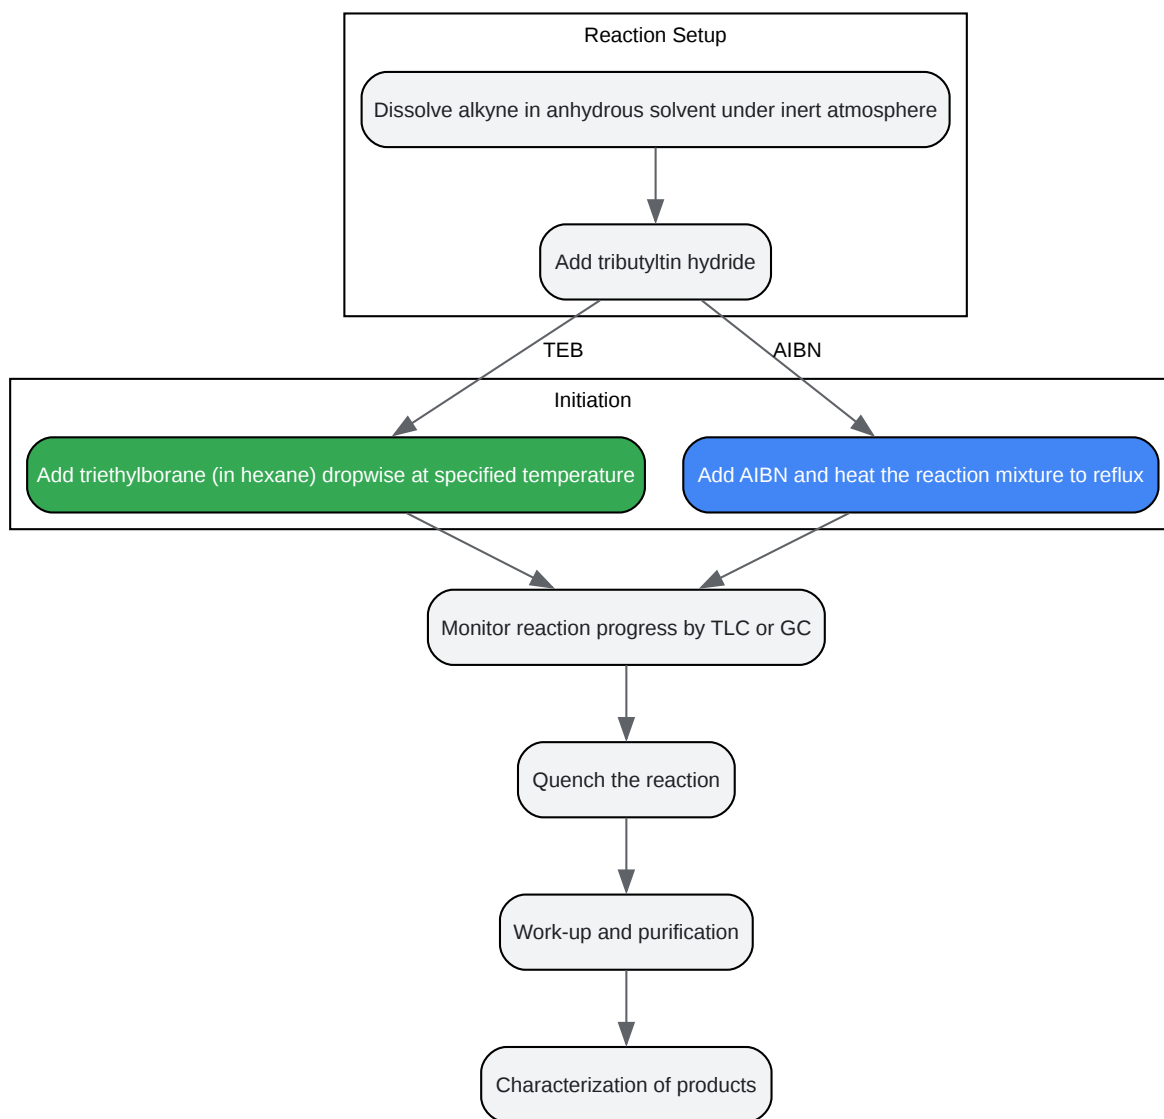 Reaction Setup
Dissolve alkyne in anhydrous solvent under inert atmosphere
Add tributyltin hydride
TEB
AIBN
Initiation
Add triethylborane (in hexane) dropwise at specified temperature
Add AIBN and heat the reaction mixture to reflux
Monitor reaction progress by TLC or GC
Quench the reaction
Work-up and purification
Characterization of products